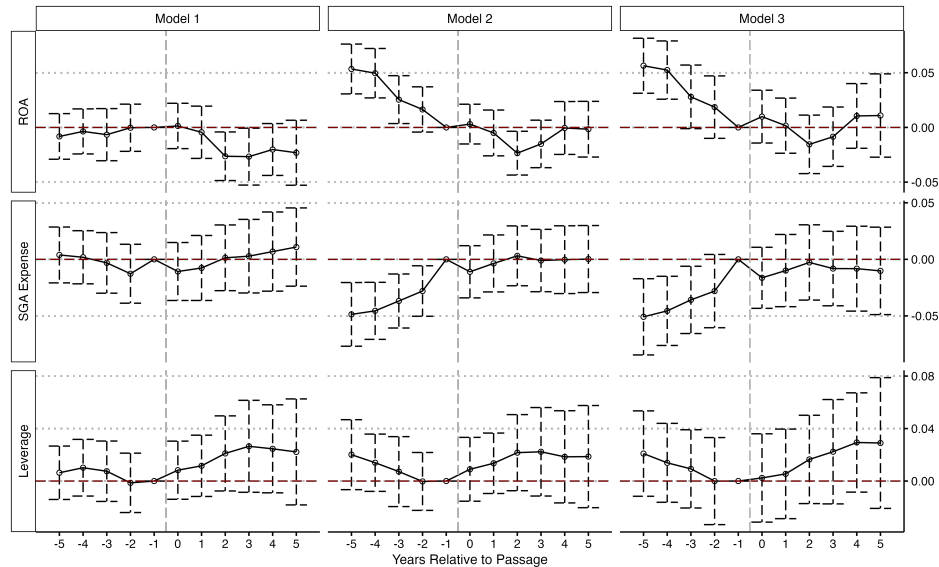 Model 1 Model 2 Model 3
ROA
0.05
0.00
-0.05
SGA Expense
0.05
0.00
-0.05
Leverage
0.08
0.04
0.00
-5 -4 -3 -2 -1 0 1 2 3 4 5 -5 -4 -3 -2 -1 0 1 2 3 4 5 -5 -4 -3 -2 -1 0 1 2 3 4 5
Years Relative to Passage